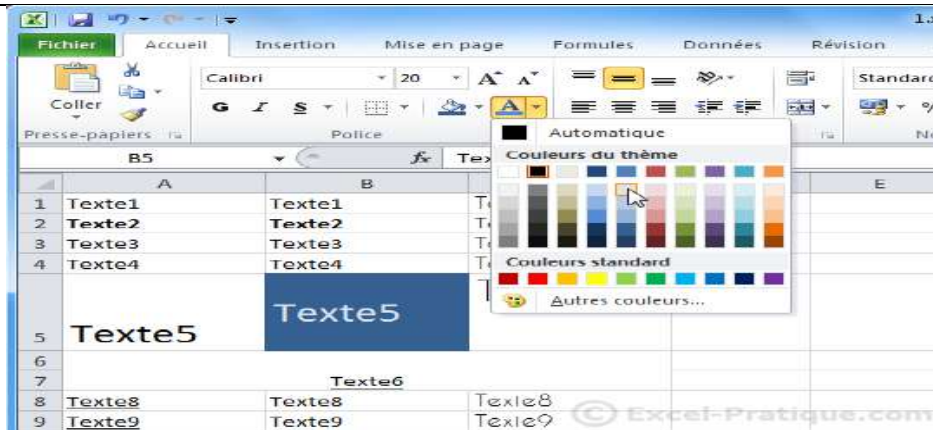 1.
Fichier Accueil Insertion Mise en page Formules Données Révision
Calibri 20 A A Standard
Coller G I S A
Presse-papiers Police
Automatique
B5 fx
Couleurs du thème
A B E
1 Texte1 Texte1
2 Texte2 Texte2
3 Texte3 Texte3
4 Texte4 Texte4
Couleurs standard
Autres couleurs...
5 Texte5 Texte5 T
6
7 Texte6
8 Texte8 Texte8 Texte8
9 Texte9 Texte9 Texte9
© Excel-Pratique.com